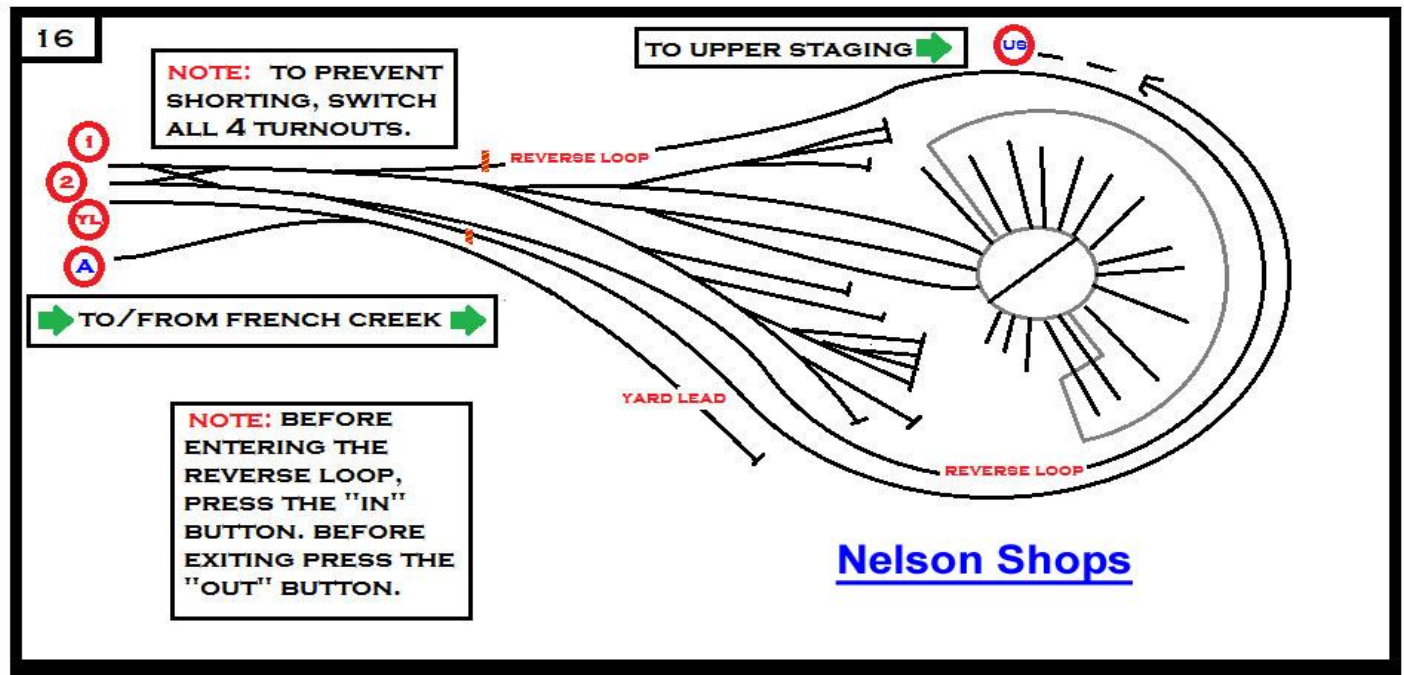 16
NOTE: TO PREVENT
SHORTING, SWITCH
ALL 4 TURNOUTS.
TO UPPER STAGING
US
1
2
YL
A
REVERSE LOOP
TO/FROM FRENCH CREEK
YARD LEAD
NOTE: BEFORE
ENTERING THE
REVERSE LOOP,
PRESS THE "IN"
BUTTON. BEFORE
EXITING PRESS THE
"OUT" BUTTON.
REVERSE LOOP
Nelson Shops